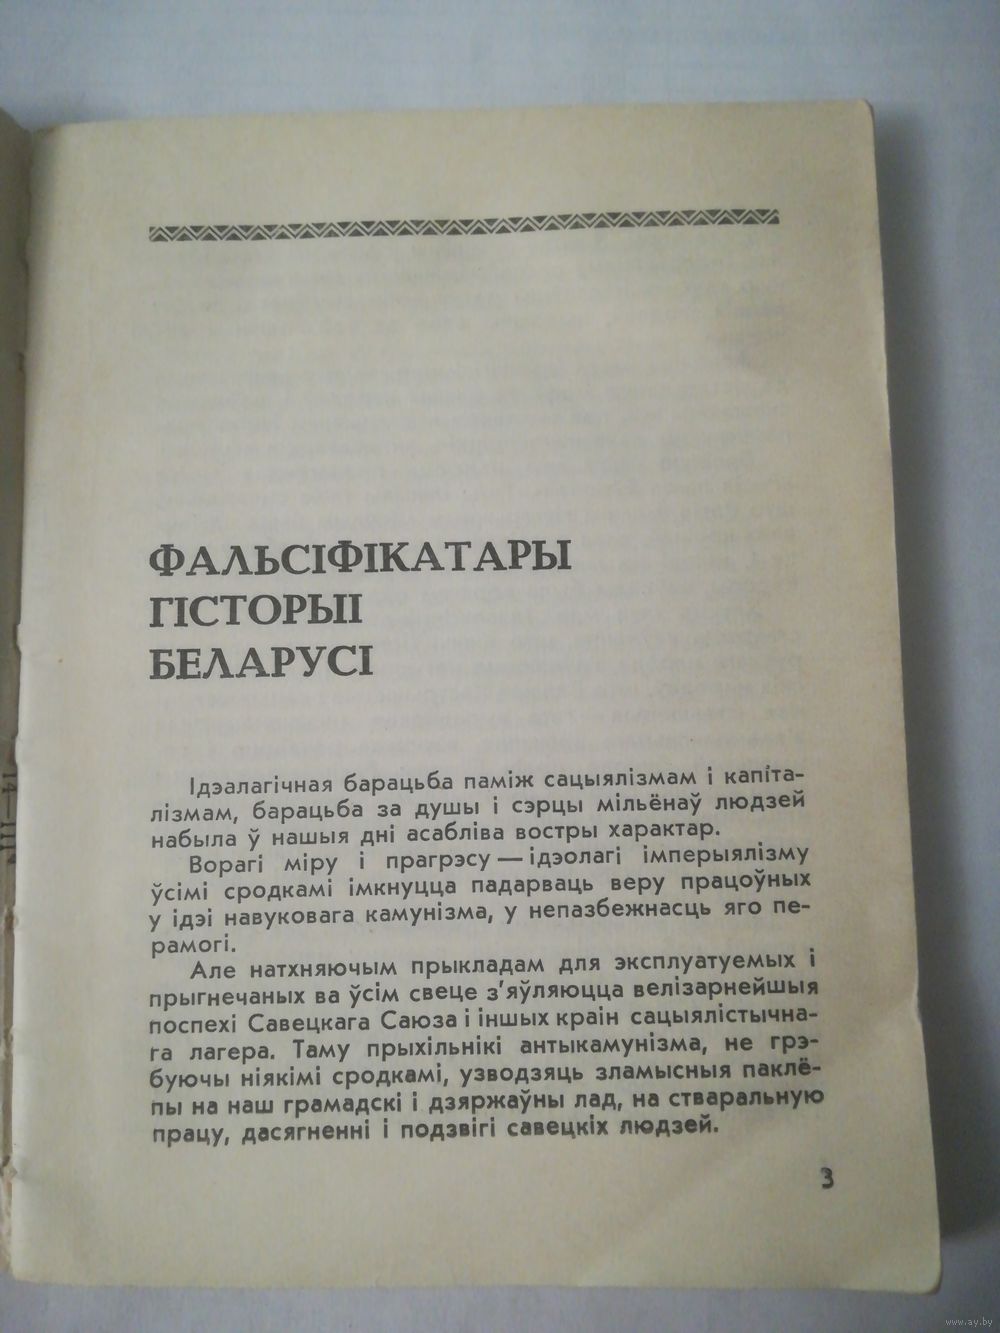 ФАЛЬСІФІКАТАРЫ
ГІСТОРЫІ
БЕЛАРУСІ
Ідэалагічная барацьба паміж сацыялізмам і капіта-
лізмам, барацьба за душы і сэрцы мільёнаў людзей
набыла ў нашыя дні асабліва востры характар.
Ворагі міру і прагрэсу — ідэолагі імперыялізму
ўсімі сродкамі імкнуцца падарваць веру працоўных
у ідэі навуковага камунізма, у непазбежнасць яго пе-
рамогі.
Але натхняючым прыкладам для эксплуатуемых і
прыгнечаных ва ўсім свеце з'яўляюцца велізарнейшыя
поспехі Савецкага Саюза і іншых краін сацыялістычна-
га лагера. Таму прыхільнікі антыкамунізма, не грэ-
буючы ніякімі сродкамі, узводзяць зламысныя паклё-
пы на наш грамадскі і дзяржаўны лад, на стваральную
працу, дасягненні і подзвігі савецкіх людзей.
3
www.ay.by